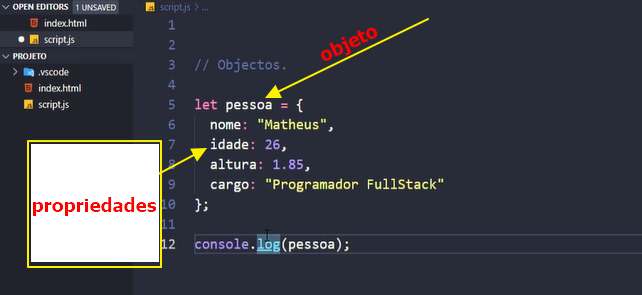 OPEN EDITORS 1 UNSAVED
index.html
script.js
PROJETO
.vscode
index.html
script.js
script.js > ...
1
2
3 // Objectos.
4
5 let pessoa = {
6 nome: "Matheus",
7 idade: 26,
8 altura: 1.85,
9 cargo: "Programador FullStack"
10 };
11
12 console.log(pessoa);
objeto
propriedades